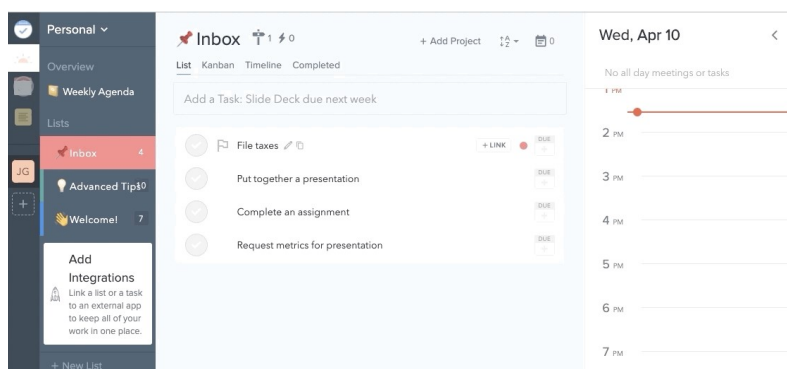 Personal
Overview
Weekly Agenda
Lists
Inbox 4
Advanced Tips 10
Welcome! 7
JG
Add
Integrations
Link a list or a task
to an external app
to keep all of your
work in one place.
+ New List
Inbox 1 0
+ Add Project
A
Z
0
List Kanban Timeline Completed
Add a Task: Slide Deck due next week
File taxes + LINK DUE
Put together a presentation DUE
Complete an assignment DUE
Request metrics for presentation DUE
Wed, Apr 10
No all day meetings or tasks
1 PM
2 PM
3 PM
4 PM
5 PM
6 PM
7 PM